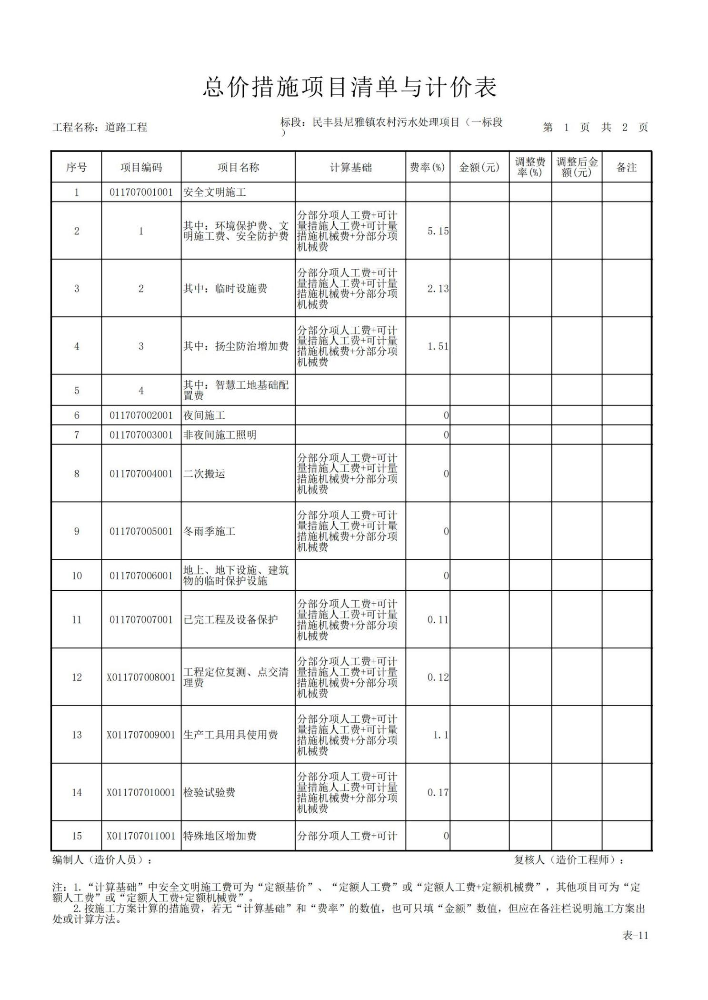 总价措施项目清单与计价表
工程名称：道路工程
标段：民丰县尼雅镇农村污水处理项目（一标段
）
第 1 页 共 2 页
序号 项目编码 项目名称 计算基础 费率(%) 金额(元) 调整费 调整后金 备注
率(%) 额(元)
1 011707001001 安全文明施工
分部分项人工费+可计
其中：环境保护费、文 量措施人工费+可计量
2 1 5.15
明施工费、安全防护费 措施机械费+分部分项
机械费
分部分项人工费+可计
量措施人工费+可计量
3 2 其中：临时设施费 2.13
措施机械费+分部分项
机械费
分部分项人工费+可计
量措施人工费+可计量
4 3 其中：扬尘防治增加费 1.51
措施机械费+分部分项
机械费
其中：智慧工地基础配
5 4
置费
6 011707002001 夜间施工 0
7 011707003001 非夜间施工照明 0
分部分项人工费+可计
量措施人工费+可计量
8 011707004001 二次搬运 0
措施机械费+分部分项
机械费
分部分项人工费+可计
量措施人工费+可计量
9 011707005001 冬雨季施工 0
措施机械费+分部分项
机械费
地上、地下设施、建筑
10 011707006001 0
物的临时保护设施
分部分项人工费+可计
量措施人工费+可计量
11 011707007001 已完工程及设备保护 0.11
措施机械费+分部分项
机械费
分部分项人工费+可计
工程定位复测、点交清 量措施人工费+可计量
12 X011707008001 0.12
理费 措施机械费+分部分项
机械费
分部分项人工费+可计
量措施人工费+可计量
13 X011707009001 生产工具用具使用费 1.1
措施机械费+分部分项
机械费
分部分项人工费+可计
量措施人工费+可计量
14 X011707010001 检验试验费 0.17
措施机械费+分部分项
机械费
15 X011707011001 特殊地区增加费 分部分项人工费+可计 0
编制人（造价人员）： 复核人（造价工程师）：
注：1.“计算基础”中安全文明施工费可为“定额基价”、“定额人工费”或“定额人工费+定额机械费”，其他项目可为“定
额人工费”或“定额人工费+定额机械费”。
2.按施工方案计算的措施费，若无“计算基础”和“费率”的数值，也可只填“金额”数值，但应在备注栏说明施工方案出
处或计算方法。
表-11